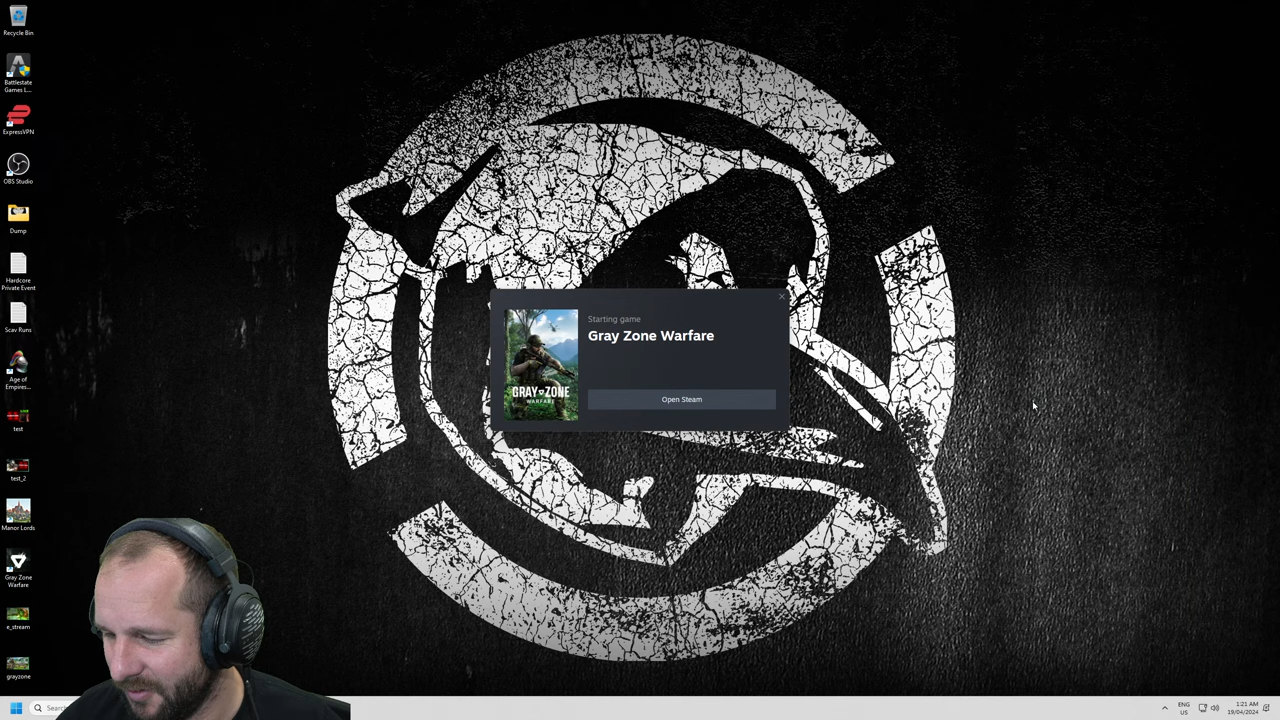 Recycle Bin
Battlestate
Games L...
ExpressVPN
OBS Studio
Dump
Hardcore
Private Event
Scav Runs
Age of
Empires...
test
test_2
Manor Lords
Gray Zone
Warfare
e_stream
grayzone
Starting game
Gray Zone Warfare
GRAY ZONE
WARFARE
Open Steam
Search
ENG
US
1:21 AM
19/04/2024